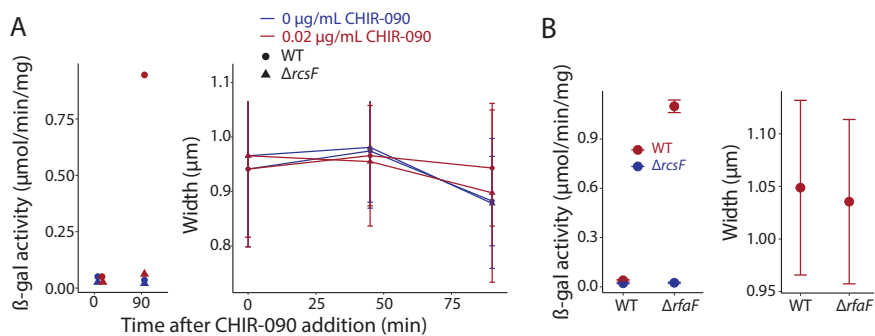 A
0 µg/mL CHIR-090
0.02 µg/mL CHIR-090
WT
ΔrcsF
ß-gal activity (µmol/min/mg)
0.75
0.50
0.25
0.00
0
90
Width (µm)
1.1
1.0
0.9
0.8
0
25
50
75
Time after CHIR-090 addition (min)
B
ß-gal activity (µmol/min/mg)
0.9
0.6
0.3
0.0
WT
ΔrcsF
WT
ΔrfaF
Width (µm)
1.10
1.05
1.00
0.95
WT
ΔrfaF